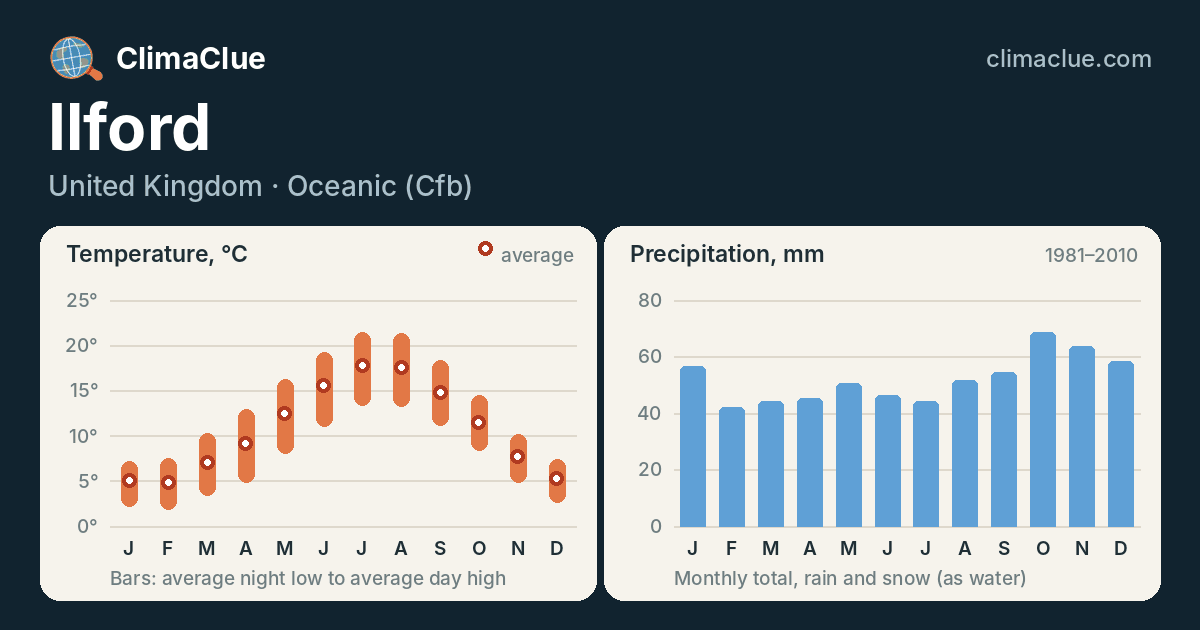 ClimaClue
climaclue.com
Ilford
United Kingdom · Oceanic (Cfb)
Temperature, °C
average
25°
20°
15°
10°
5°
0°
J F M A M J J A S O N D
Bars: average night low to average day high
Precipitation, mm
1981–2010
80
60
40
20
0
J F M A M J J A S O N D
Monthly total, rain and snow (as water)